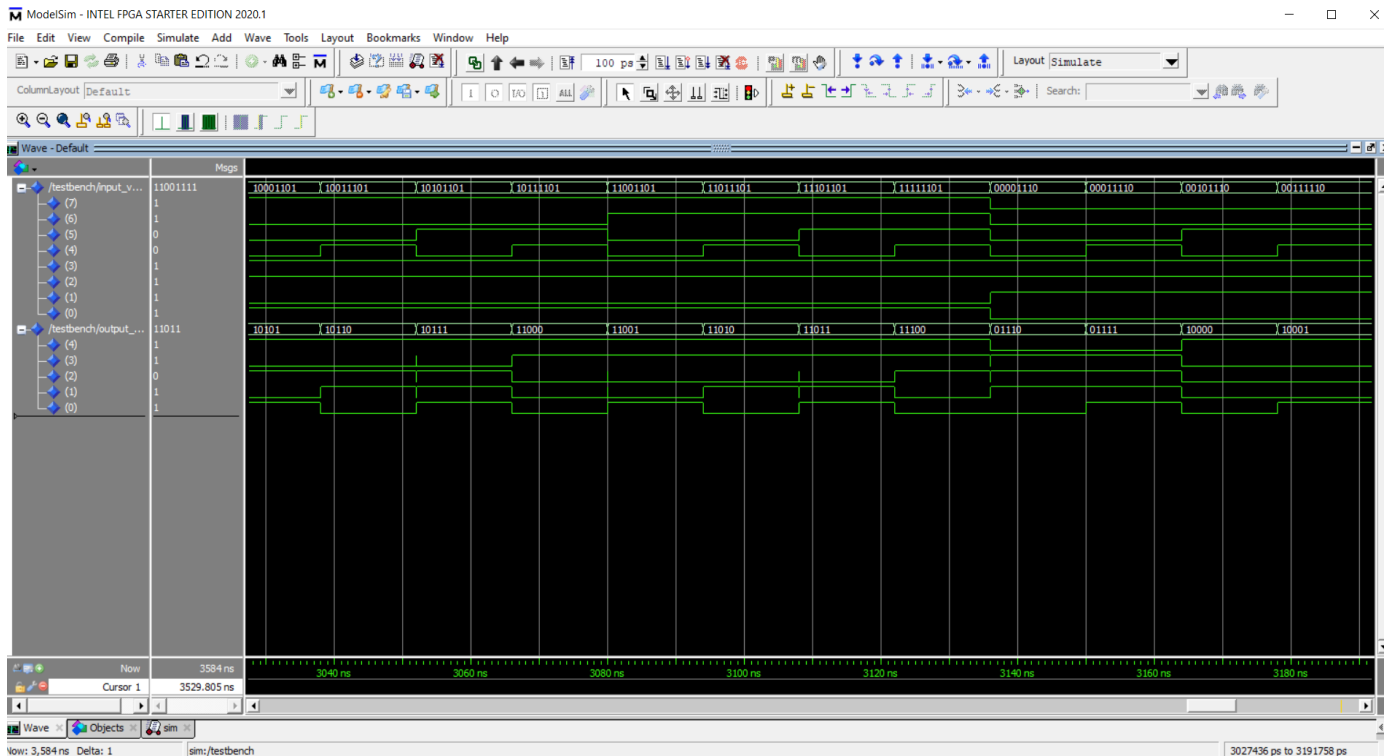 ModelSim - INTEL FPGA STARTER EDITION 2020.1
File Edit View Compile Simulate Add Wave Tools Layout Bookmarks Window Help
100 ps Layout Simulate
ColumnLayout Default Search:
Wave - Default
Msgs
/testbench/input_v... 11001111 10001101 10011101 10101101 10111101 11001101 11011101 11101101 11111101 00001110 00011110 00101110 00111110
(7) 1
(6) 1
(5) 0
(4) 0
(3) 1
(2) 1
(1) 1
(0) 1
/testbench/output_... 11011 10101 10110 10111 11000 11001 11010 11011 11100 01110 01111 10000 10001
(4) 1
(3) 1
(2) 0
(1) 1
(0) 1
Now 3584 ns 3040 ns 3060 ns 3080 ns 3100 ns 3120 ns 3140 ns 3160 ns 3180 ns
Cursor 1 3529.805 ns
Wave Objects sim
Now: 3,584 ns Delta: 1 sim:/testbench 3027436 ps to 3191758 ps